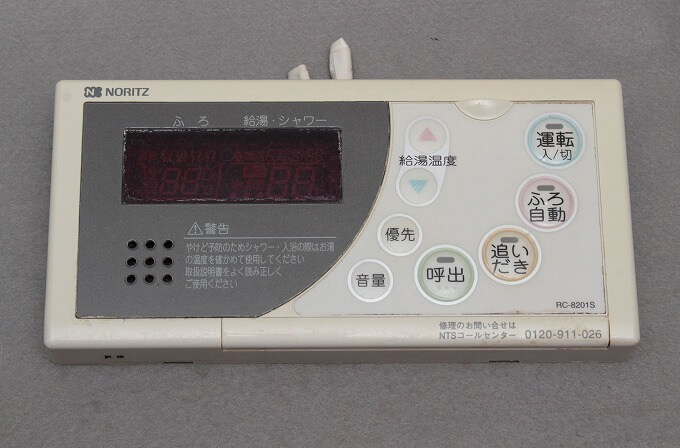 NORITZ
ふろ 給湯・シャワー
給湯温度
運転
入/切
ふろ
自動
追い
だき
優先
呼出
音量
警告
やけど予防のためシャワー・入浴の際はお湯
の温度を確かめて使用してください
取扱説明書をよく読み正しく
ご使用ください
RC-8201S
修理のお問い合せは
NTSコールセンター 0120-911-026